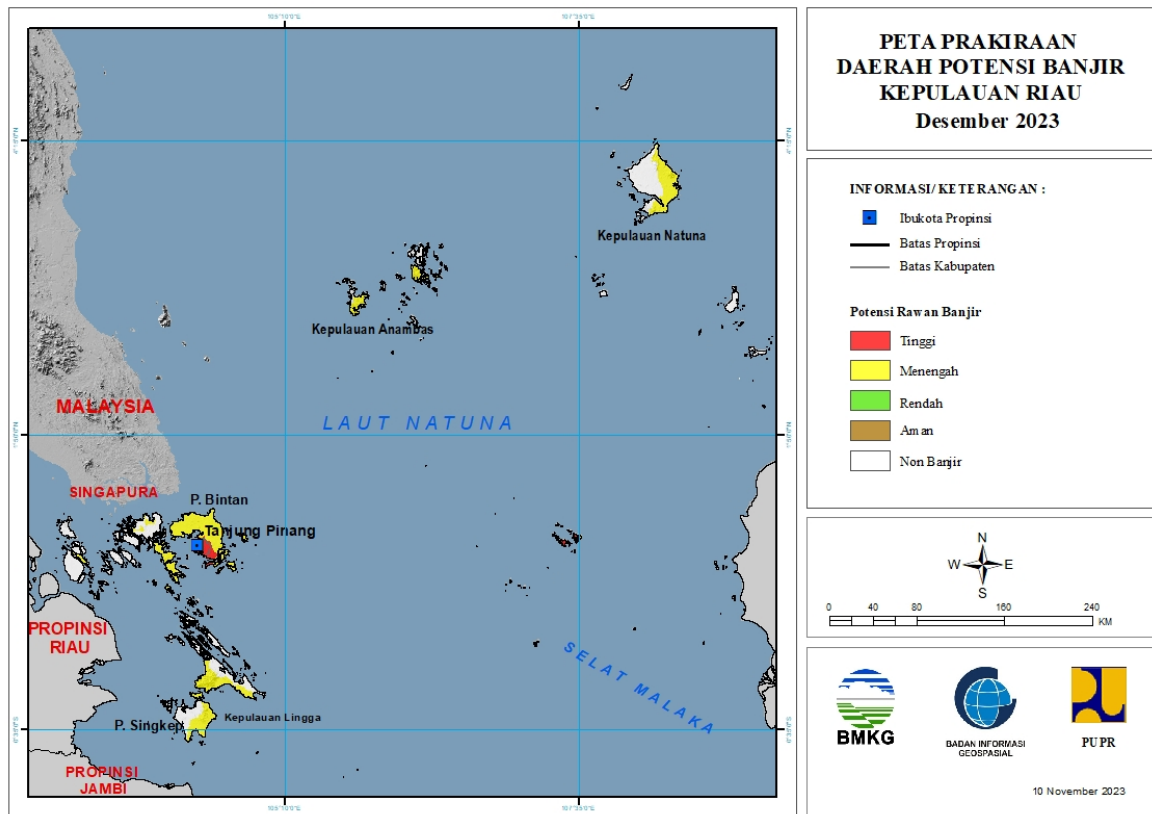 PETA PRAKIRAAN
DAERAH POTENSI BANJIR
KEPULAUAN RIAU
Desember 2023
INFORMASI/ KETERANGAN :
Ibukota Propinsi
Batas Propinsi
Batas Kabupaten
Potensi Rawan Banjir
Tinggi
Menengah
Rendah
Aman
Non Banjir
N
W E
S
0 40 80 160 240
KM
BMKG
BADAN INFORMASI
GEOSPASIAL
PUPR
10 November 2023
Kepulauan Natuna
Kepulauan Anambas
MALAYSIA
LAUT NATUNA
SINGAPURA
P. Bintan
Tanjung Pinang
PROPINSI
RIAU
SELAT MALAKA
P. Singkep
Kepulauan Lingga
PROPINSI
JAMBI